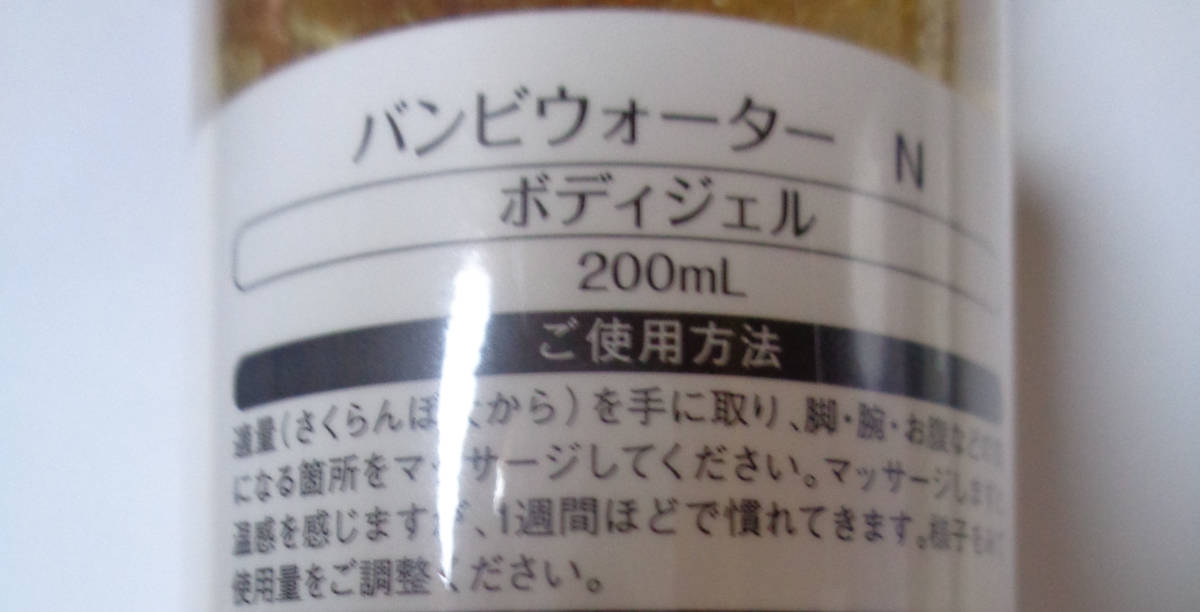 バンビウォーター N
ボディジェル
200mL
ご使用方法
適量(さくらんぼ大から)を手に取り、脚・腕・お腹など
になる箇所をマッサージしてください。マッサージします
温感を感じますが、1週間ほどで慣れてきます。様子をみて
使用量をご調整ください。